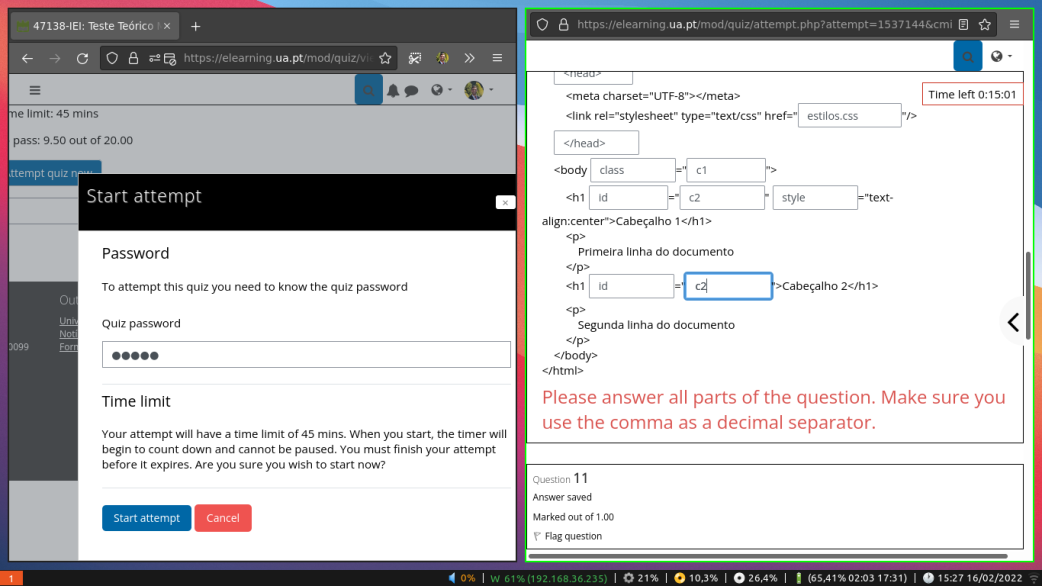 47138-IEI: Teste Teórico
https://elearning.ua.pt/mod/quiz/vi
me limit: 45 mins
pass: 9.50 out of 20.00
Attempt quiz now
Out
Univ
Notí
Form
0099
Start attempt
×
Password
To attempt this quiz you need to know the quiz password
Quiz password
●●●●●
Time limit
Your attempt will have a time limit of 45 mins. When you start, the timer will
begin to count down and cannot be paused. You must finish your attempt
before it expires. Are you sure you wish to start now?
Start attempt
Cancel
https://elearning.ua.pt/mod/quiz/attempt.php?attempt=1537144&cmi
Time left 0:15:01
<head>
<meta charset="UTF-8"></meta>
<link rel="stylesheet" type="text/css" href=" estilos.css "/>
</head>
<body class =" c1 ">
<h1 id =" c2 " style ="text-
align:center">Cabeçalho 1</h1>
<p>
Primeira linha do documento
</p>
<h1 id =" c2 ">Cabeçalho 2</h1>
<p>
Segunda linha do documento
</p>
</body>
</html>
Please answer all parts of the question. Make sure you
use the comma as a decimal separator.
Question 11
Answer saved
Marked out of 1.00
Flag question
1
0% | W 61% (192.168.36.235) | 21% | 10,3% | 26,4% | (65,41% 02:03 17:31) | 15:27 16/02/2022